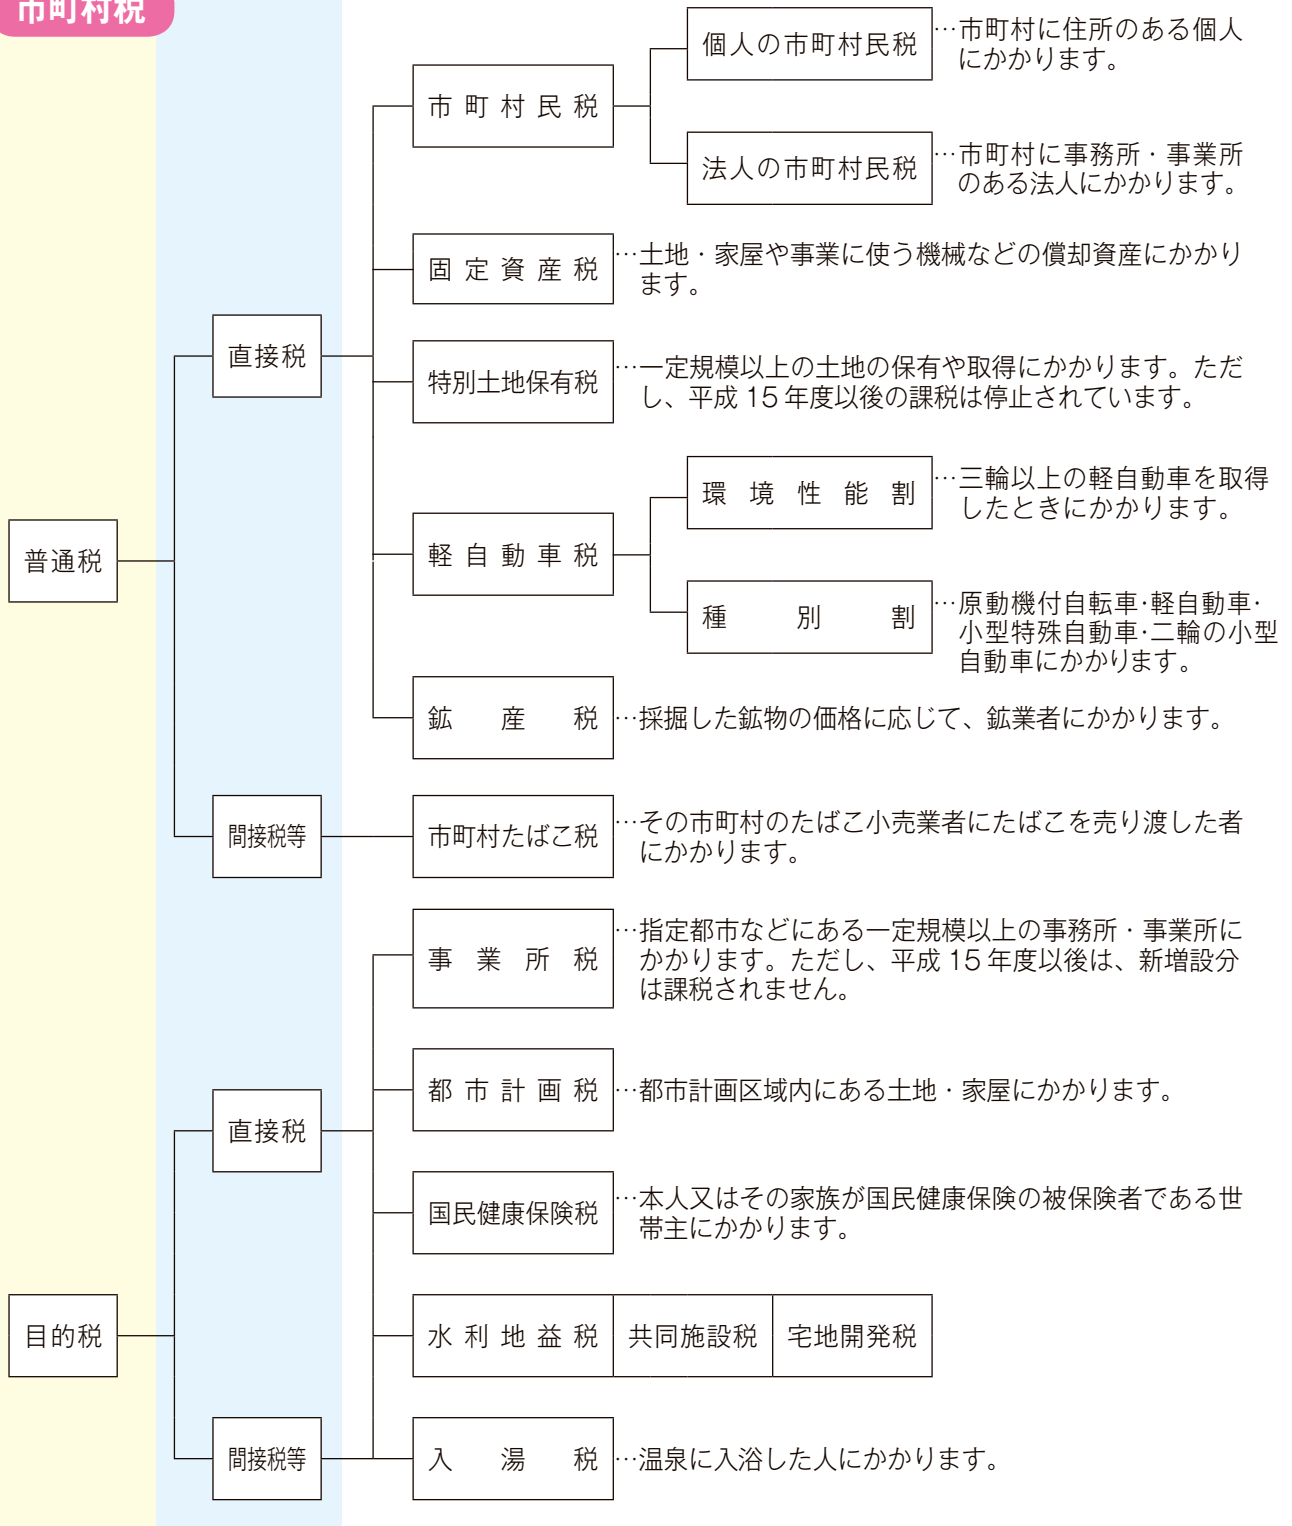 市町村税
普通税
直接税
市町村民税
個人の市町村民税
…市町村に住所のある個人
にかかります。
法人の市町村民税
…市町村に事務所・事業所
のある法人にかかります。
固定資産税
…土地・家屋や事業に使う機械などの償却資産にかかり
ます。
特別土地保有税
…一定規模以上の土地の保有や取得にかかります。ただ
し、平成15年度以後の課税は停止されています。
軽自動車税
環境性能割
…三輪以上の軽自動車を取得
したときにかかります。
種別割
…原動機付自転車・軽自動車・
小型特殊自動車・二輪の小型
自動車にかかります。
鉱産税
…採掘した鉱物の価格に応じて、鉱業者にかかります。
間接税等
市町村たばこ税
…その市町村のたばこ小売業者にたばこを売り渡した者
にかかります。
目的税
直接税
事業所税
…指定都市などにある一定規模以上の事務所・事業所に
かかります。ただし、平成15年度以後は、新増設分
は課税されません。
都市計画税
…都市計画区域内にある土地・家屋にかかります。
国民健康保険税
…本人又はその家族が国民健康保険の被保険者である世
帯主にかかります。
水利地益税
共同施設税
宅地開発税
間接税等
入湯税
…温泉に入浴した人にかかります。